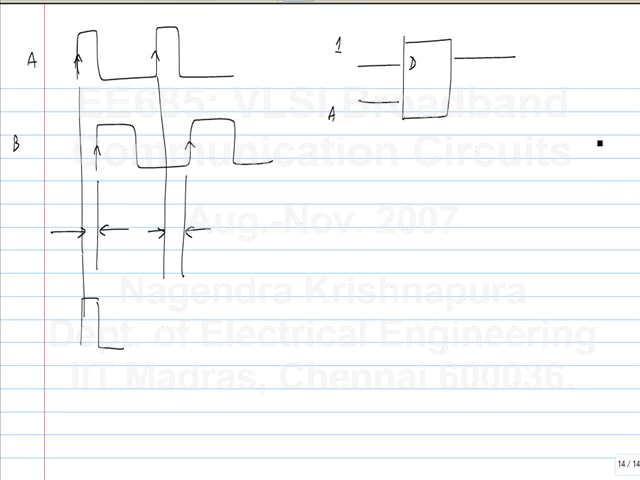 1
A
D
EE685: VLSI Broadband
A
B
Communication Circuits
Aug.-Nov. 2007
Nagendra Krishnapura
Dept. of Electrical Engineering
IIT Madras, Chennai 600036.
14 / 14